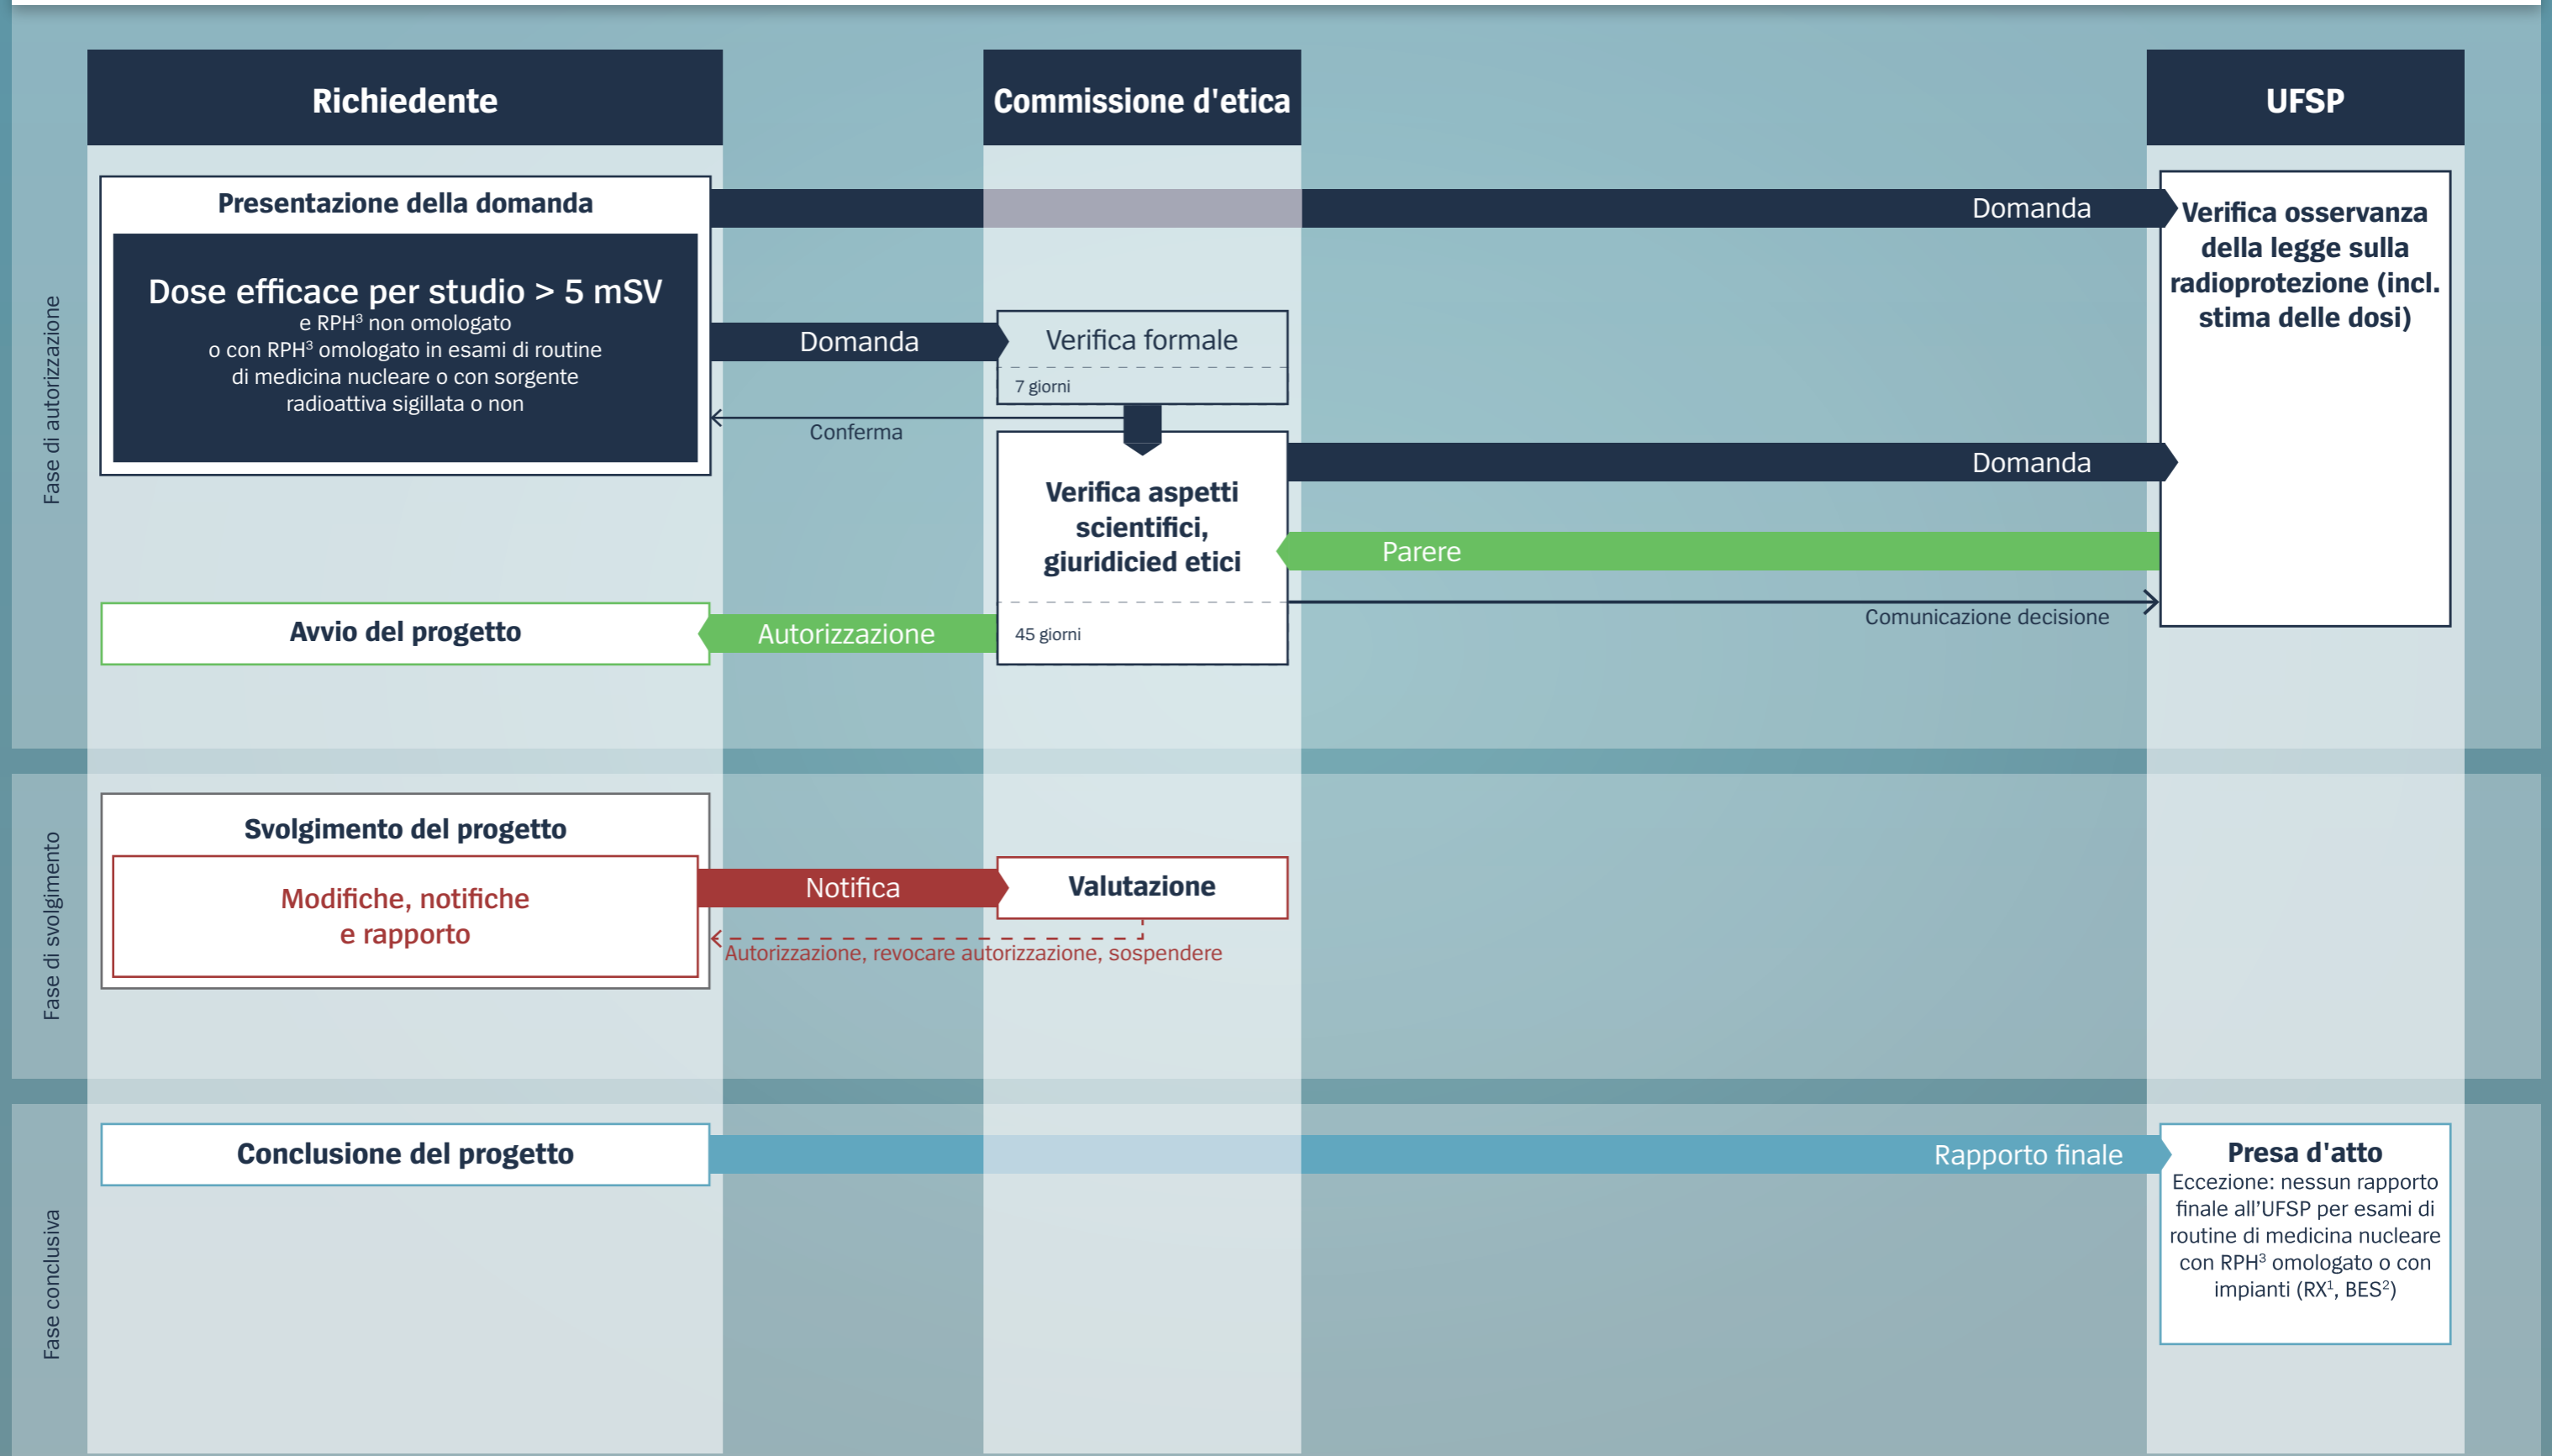 Richiedente
Commissione d'etica
UFSP
Fase di autorizzazione
Presentazione della domanda
Dose efficace per studio > 5 mSV
e RPH³ non omologato
o con RPH³ omologato in esami di routine
di medicina nucleare o con sorgente
radioattiva sigillata o non
Domanda
Verifica osservanza
della legge sulla
radioprotezione (incl.
stima delle dosi)
Domanda
Verifica formale
7 giorni
Conferma
Verifica aspetti
scientifici,
giuridicied etici
45 giorni
Domanda
Parere
Comunicazione decisione
Autorizzazione
Avvio del progetto
Fase di svolgimento
Svolgimento del progetto
Modifiche, notifiche
e rapporto
Notifica
Valutazione
Autorizzazione, revocare autorizzazione, sospendere
Fase conclusiva
Conclusione del progetto
Rapporto finale
Presa d'atto
Eccezione: nessun rapporto
finale all’UFSP per esami di
routine di medicina nucleare
con RPH³ omologato o con
impianti (RX¹, BES²)